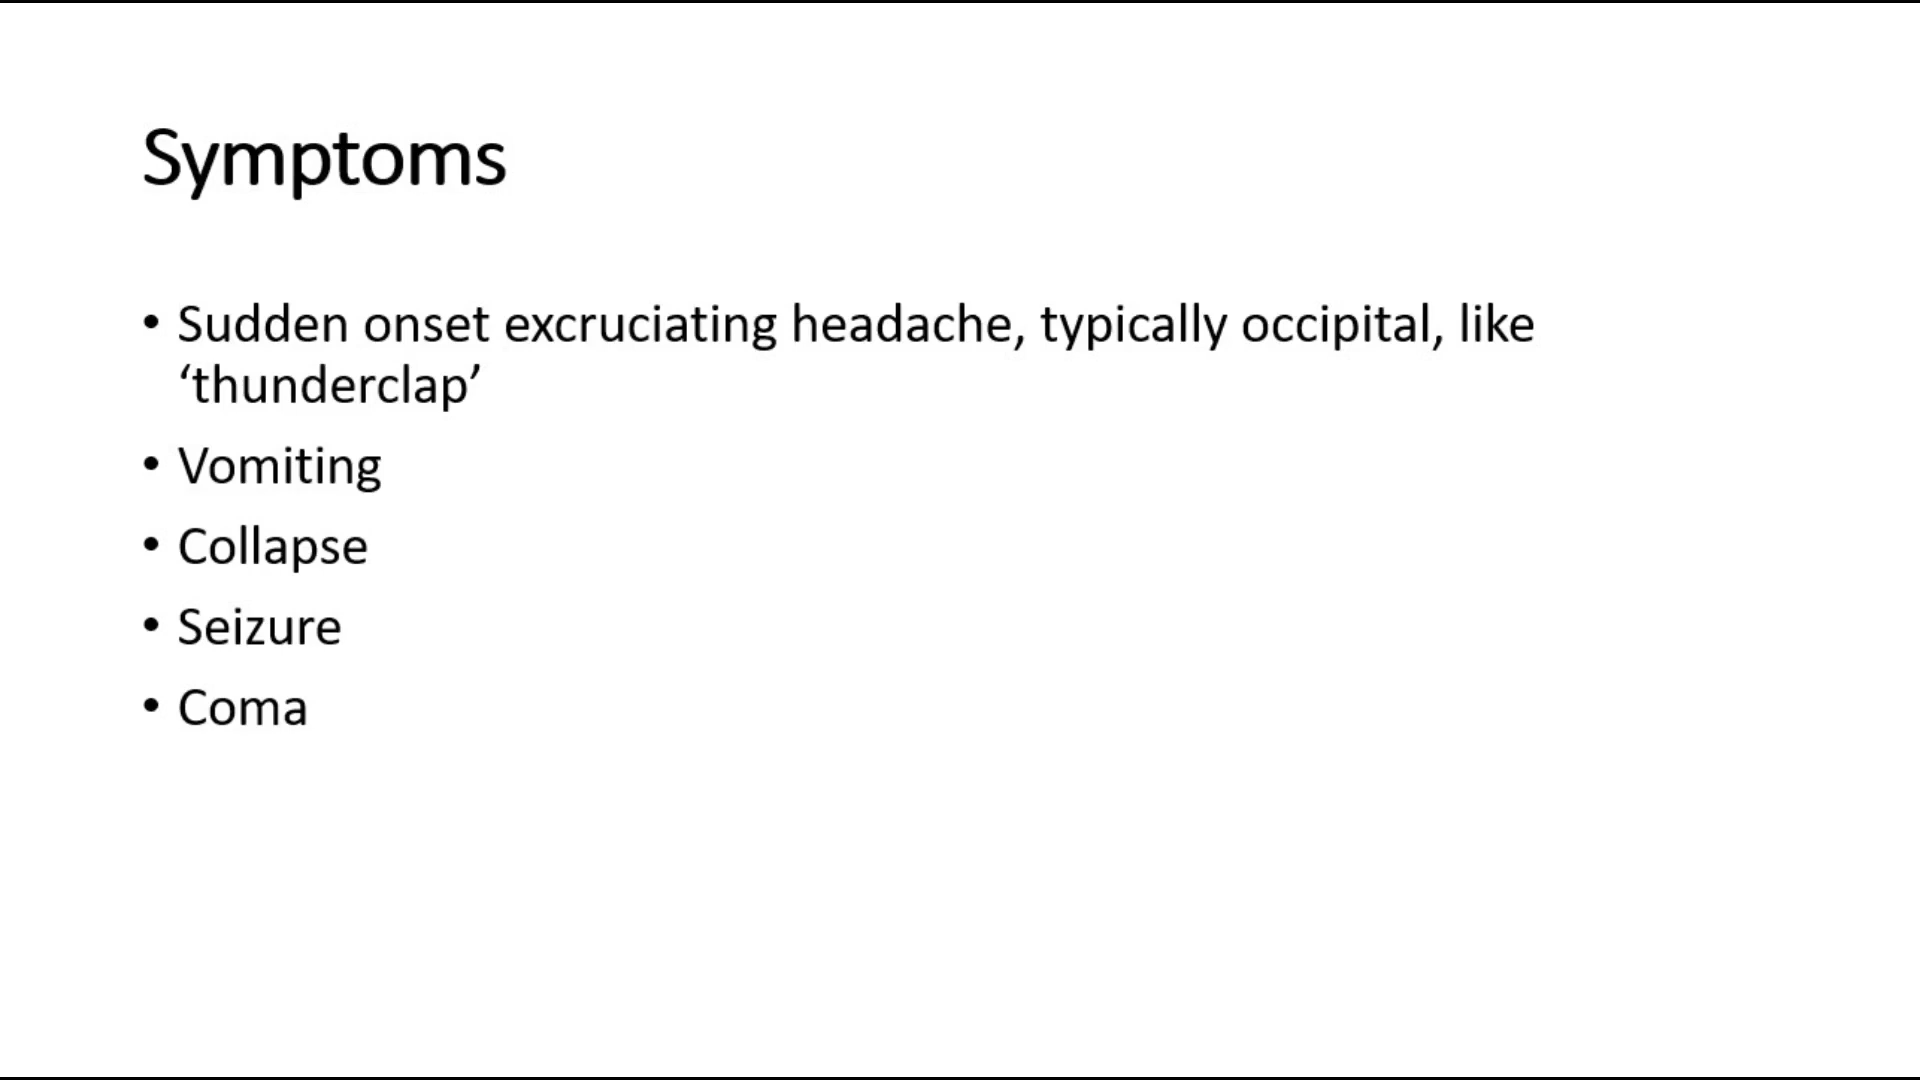 Symptoms
• Sudden onset excruciating headache, typically occipital, like
‘thunderclap’
• Vomiting
• Collapse
• Seizure
• Coma